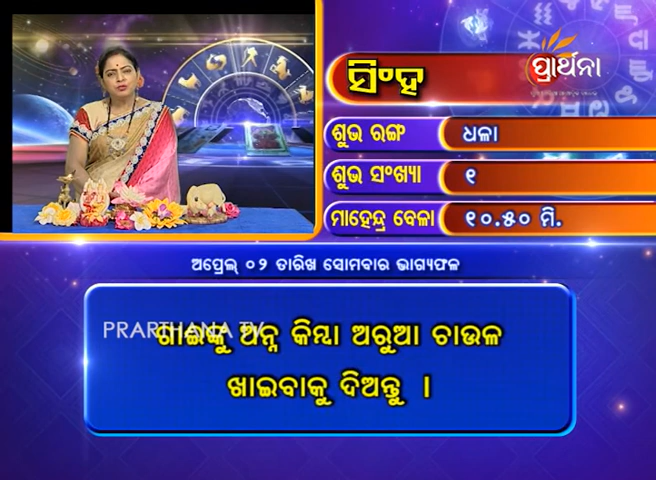 ସିଂହ
ପ୍ରାର୍ଥନା
ଶୁଭ ରଙ୍ଗ
ଧଳା
ଶୁଭ ସଂଖ୍ୟା
୧
ମାହେନ୍ଦ୍ର ବେଳା
୧୦.୫୦ ମି.
ଅପ୍ରେଲ୍ ୦୨ ତାରିଖ ସୋମବାର ଭାଗ୍ୟଫଳ
PRARTHANA TV
ଗାଈଙ୍କୁ ଅନ୍ନ କିମ୍ବା ଅରୁଆ ଚାଉଳ
ଖାଇବାକୁ ଦିଅନ୍ତୁ ।